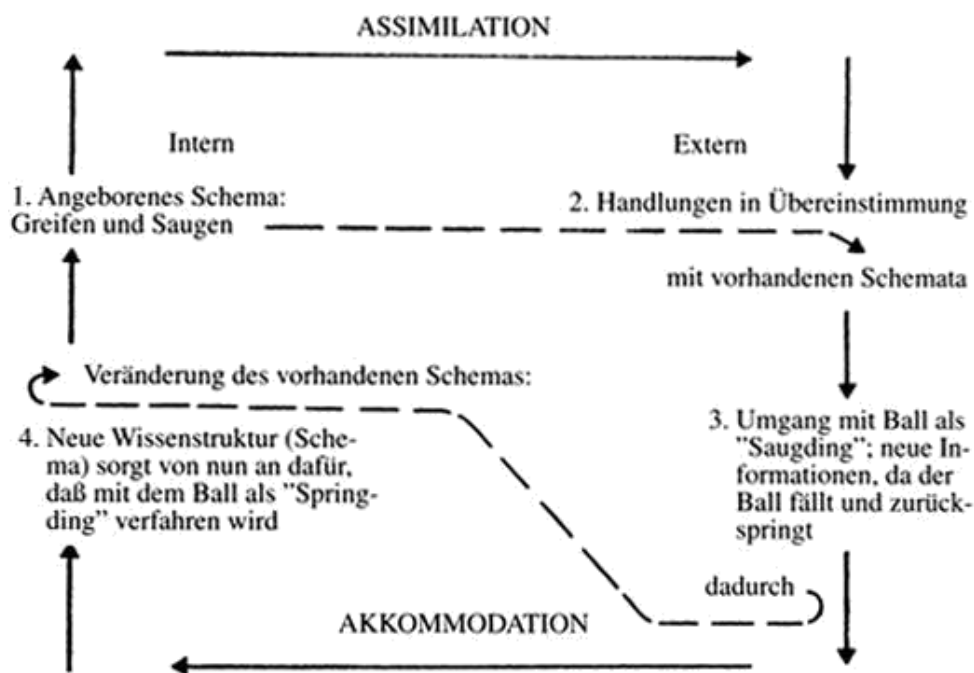 ASSIMILATION
Intern
Extern
1. Angeborenes Schema:
Greifen und Saugen
2. Handlungen in Übereinstimmung
mit vorhandenen Schemata
Veränderung des vorhandenen Schemas:
3. Umgang mit Ball als
"Saugding"; neue In-
formationen, da der
Ball fällt und zurück-
springt
4. Neue Wissenstruktur (Sche-
ma) sorgt von nun an dafür,
daß mit dem Ball als "Spring-
ding" verfahren wird
dadurch
AKKOMMODATION